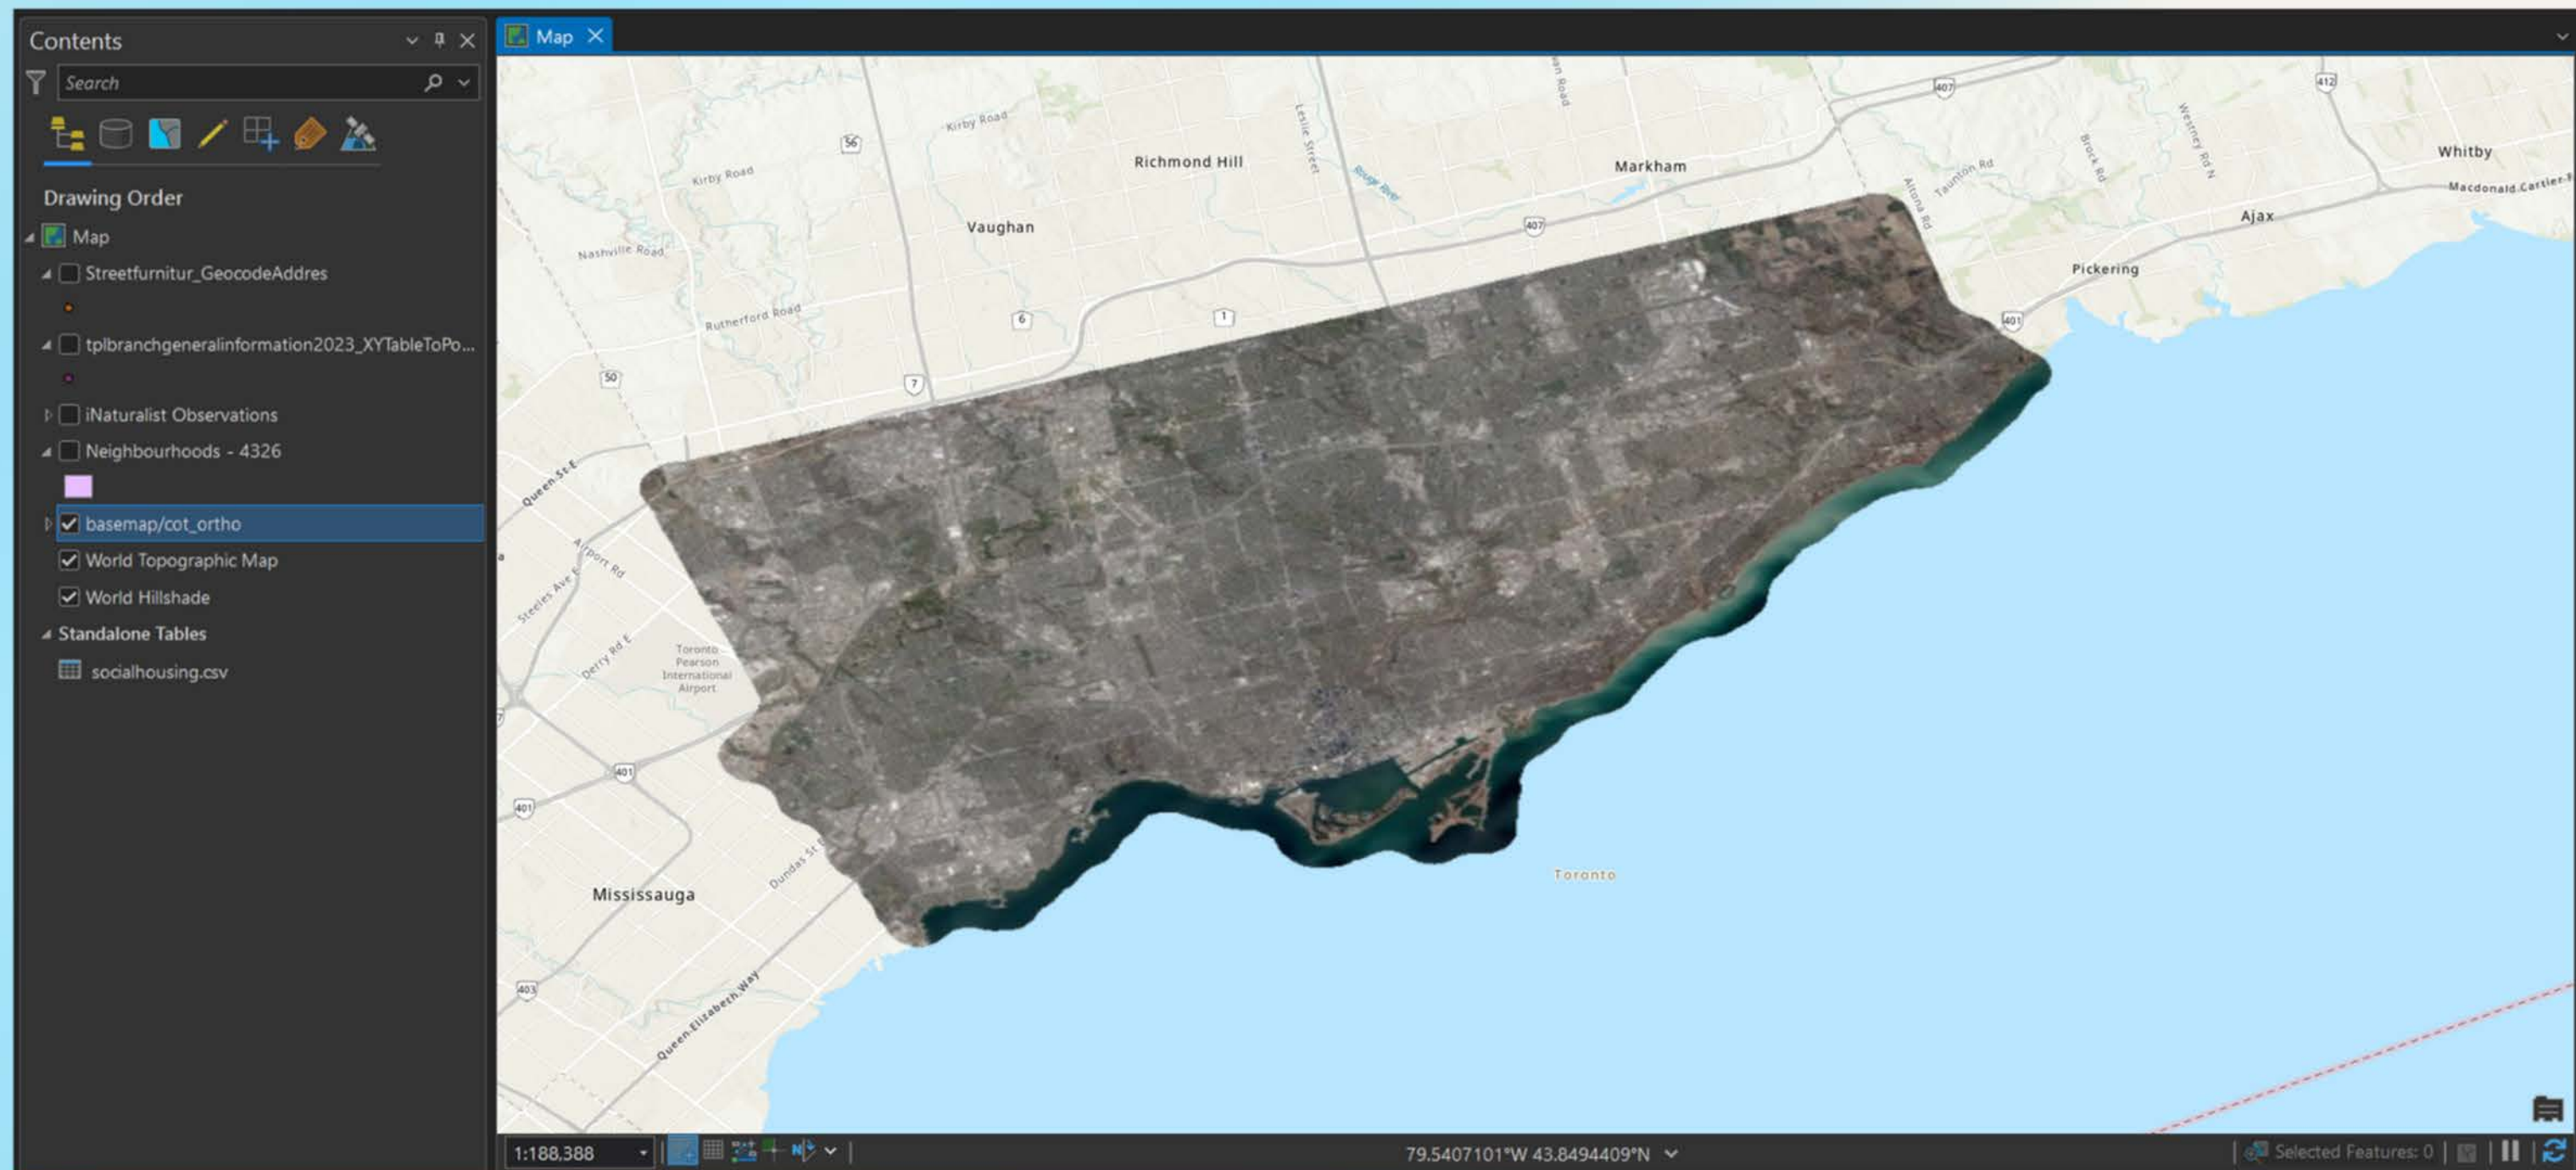 Contents
Search
Drawing Order
Map
Streetfurnitur_GeocodeAddres
tplbranchgeneralinformation2023_XYTableToPo...
iNaturalist Observations
Neighbourhoods - 4326
basemap/cot_ortho
World Topographic Map
World Hillshade
Standalone Tables
socialhousing.csv
Map
407
412
Kirby Road
56
Leslie Street
Westney Rd N
Richmond Hill
Markham
Brock Rd
Whitby
Kirby Road
Rouge River
Taunton Rd
Altona Rd
Macdonald-Cartier F
Vaughan
407
Ajax
Nashville Road
Pickering
Rutherford Road
6
1
401
50
7
Queen St E
Airport Rd
Steeles Ave E
Derry Rd E
Toronto
Pearson
International
Airport
401
401
Dundas St E
Toronto
Mississauga
403
Queen Elizabeth Way
1:188,388
79.5407101°W 43.8494409°N
Selected Features: 0